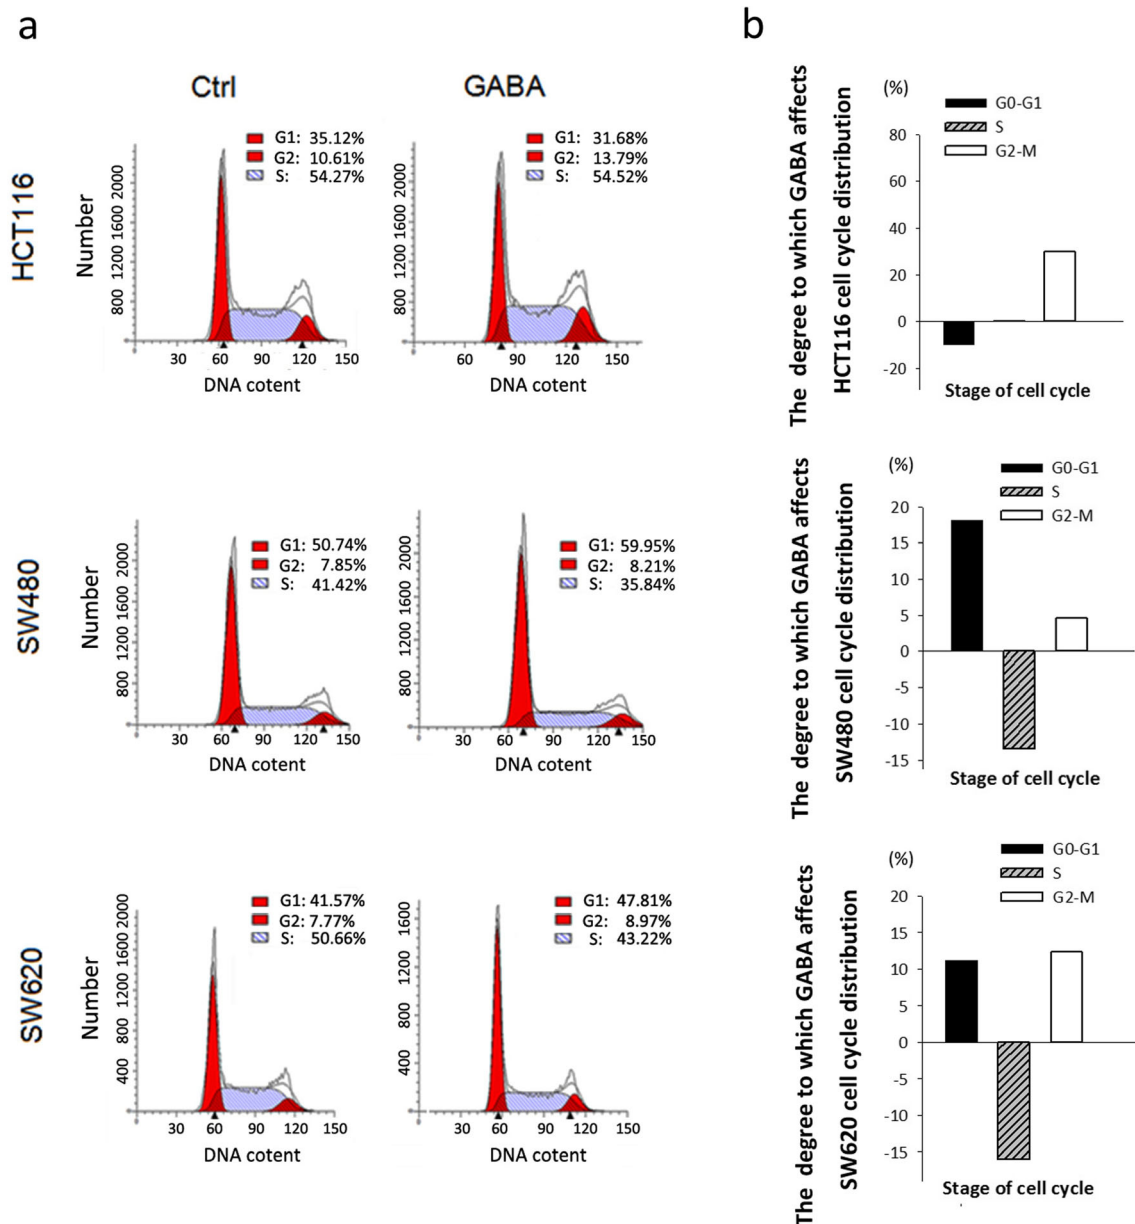 a
b
Ctrl
GABA
HCT116
Number
800 1200 1600 2000
G1: 35.12%
G2: 10.61%
S: 54.27%
30 60 90 120 150
DNA cotent
Number
800 1200 1600 2000
G1: 31.68%
G2: 13.79%
S: 54.52%
60 90 120 150
DNA cotent
The degree to which GABA affects
HCT116 cell cycle distribution
(%)
G0-G1
S
G2-M
80
60
40
20
0
-20
Stage of cell cycle
SW480
Number
800 1200 1600 2000
G1: 50.74%
G2: 7.85%
S: 41.42%
30 60 90 120 150
DNA cotent
800 1200 1600 2000
G1: 59.95%
G2: 8.21%
S: 35.84%
30 60 90 120 150
DNA cotent
The degree to which GABA affects
SW480 cell cycle distribution
(%)
G0-G1
S
G2-M
20
15
10
5
0
-5
-10
-15
Stage of cell cycle
SW620
Number
400 800 1200 1600 2000
G1: 41.57%
G2: 7.77%
S: 50.66%
30 60 90 120 150
DNA cotent
400 800 1200 1600
G1: 47.81%
G2: 8.97%
S: 43.22%
30 60 90 120 150
DNA cotent
The degree to which GABA affects
SW620 cell cycle distribution
(%)
G0-G1
S
G2-M
20
15
10
5
0
-5
-10
-15
Stage of cell cycle